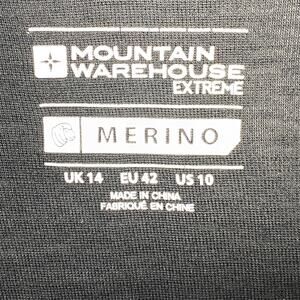 MOUNTAIN
WAREHOUSE
EXTREME
MERINO
UK 14 EU 42 US 10
MADE IN CHINA
FABRIQUÉ EN CHINE